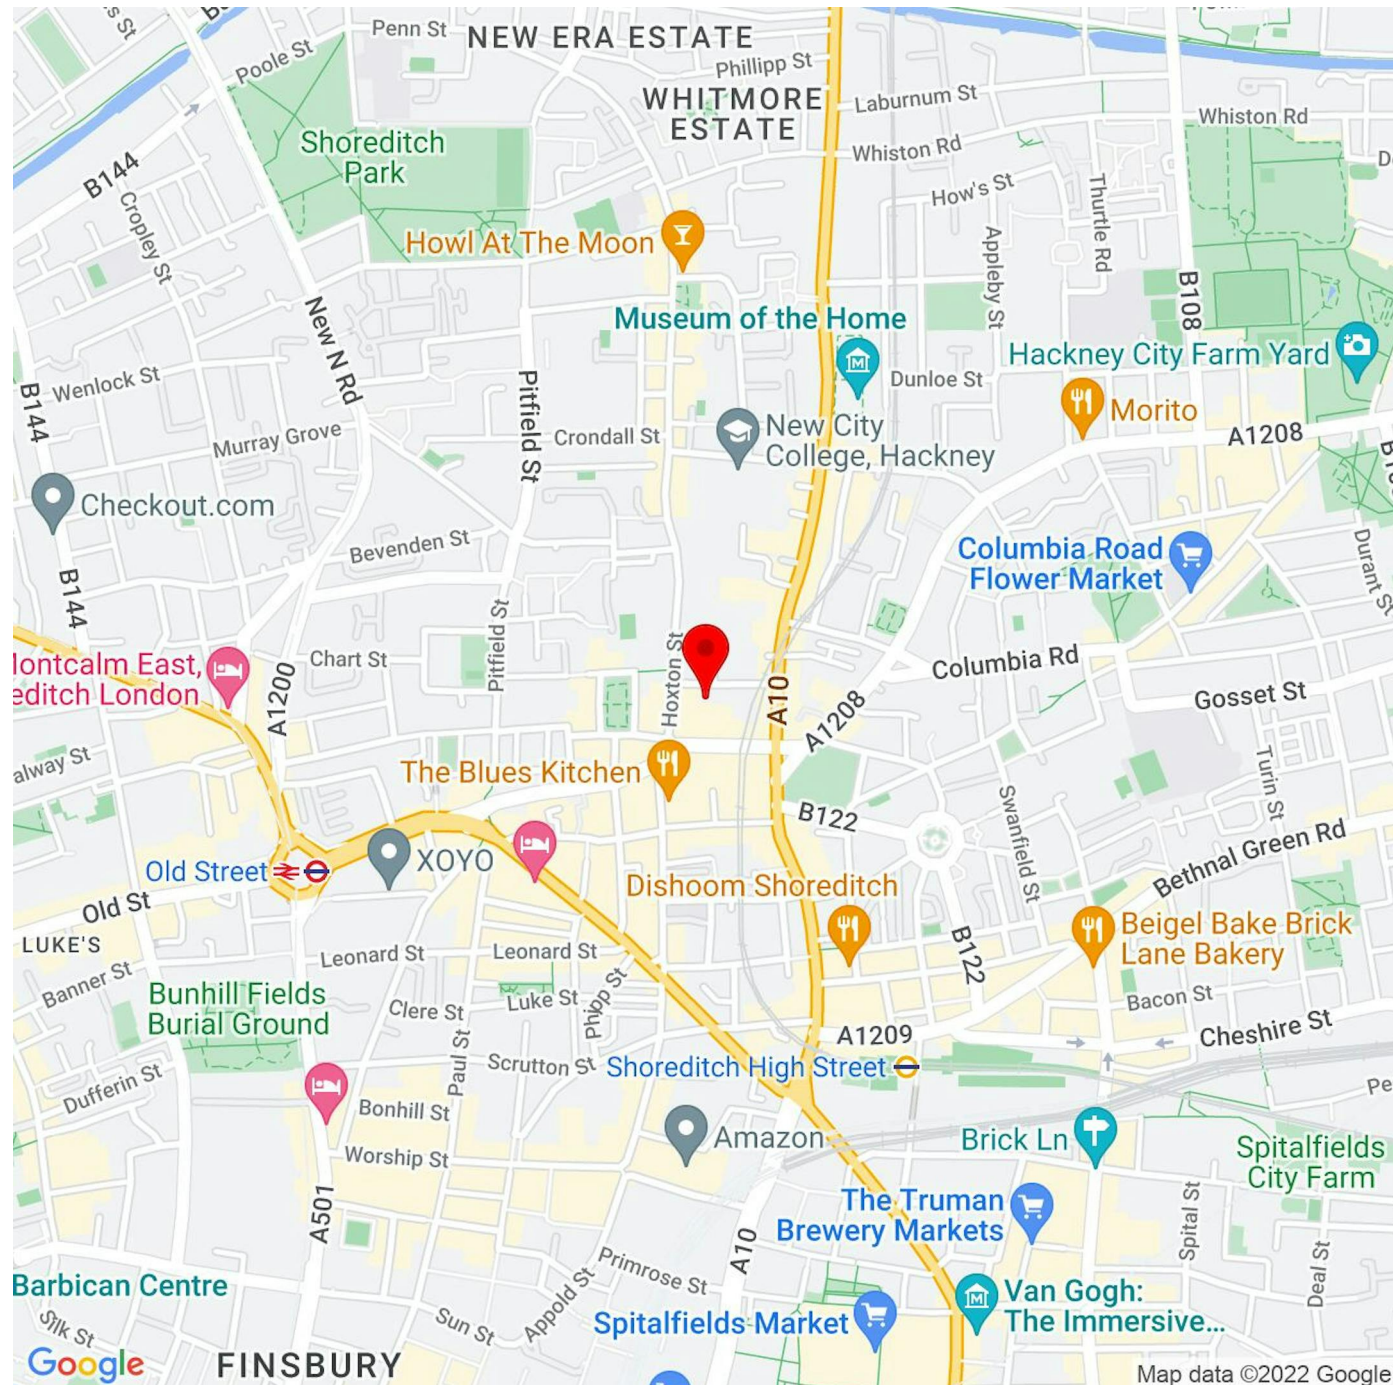 Penn St
NEW ERA ESTATE
Poole St
Phillipp St
WHITMORE
ESTATE
Laburnum St
Whiston Rd
Shoreditch
Park
Whiston Rd
B144
How's St
Thurtle Rd
Cropley St
Howl At The Moon
Appleby St
B108
New N Rd
Museum of the Home
Hackney City Farm Yard
Wenlock St
Dunloe St
B144
Pitfield St
Morito
Murray Grove
Crondall St
New City
College, Hackney
A1208
Checkout.com
Bevenden St
Columbia Road
Flower Market
Durant St
B144
Pitfield St
Hoxton St
Chart St
Montcalm East,
editch London
A1200
Columbia Rd
Gosset St
A10
A1208
alway St
The Blues Kitchen
Turin St
Swanfield St
B122
Bethnal Green Rd
Old Street
XOYO
Dishoom Shoreditch
Old St
LUKE'S
Beigel Bake Brick
Lane Bakery
Leonard St
Leonard St
B122
Banner St
Bunhill Fields
Burial Ground
Luke St
Phipp St
Clere St
Bacon St
Cheshire St
A1209
Paul St
Scrutton St
Shoreditch High Street
Dufferin St
Pe
Bonhill St
Amazon
Brick Ln
Spitalfields
City Farm
Worship St
A501
The Truman
Brewery Markets
Spital St
A10
Primrose St
Deal St
Barbican Centre
Appold St
Van Gogh:
The Immersive...
Silk St
Sun St
Spitalfields Market
Google
FINSBURY
Map data ©2022 Google